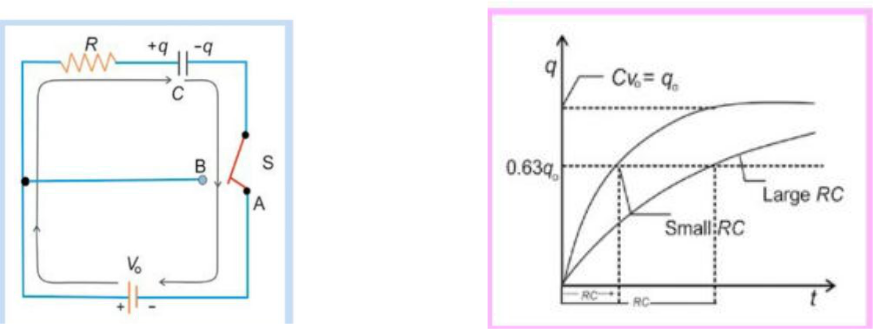 R
+q
-q
C
S
B
A
V₀
+
-
q
Cv₀= q₀
0.63q₀
Large RC
Small RC
RC
RC
t